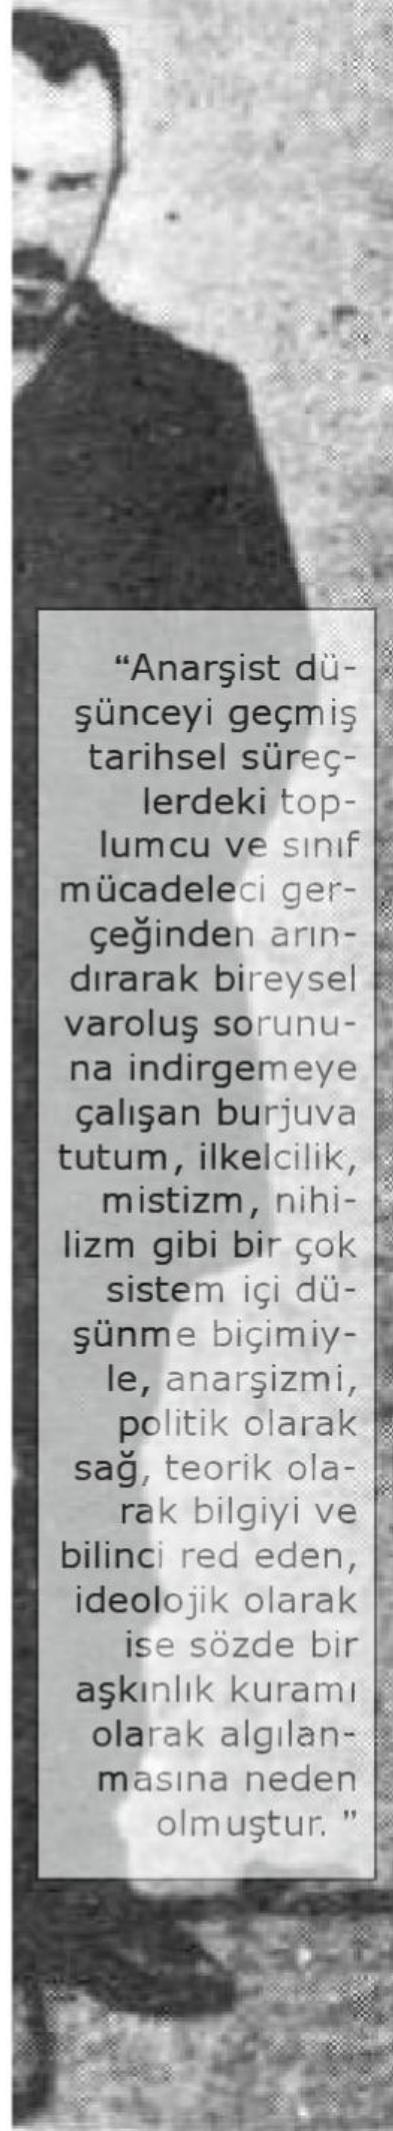 “Anarşist dü-
şünceyi geçmiş
tarihsel süreç-
lerdeki top-
lumcu ve sınıf
mücadeleci ger-
çeğinden arın-
dırarak bireysel
varoluş sorunu-
na indirgemeye
çalışan burjuva
tutum, ilkelcilik,
mistizm, nihi-
lizm gibi bir çok
sistem içi dü-
şünme biçimiy-
le, anarşizmi,
politik olarak
sağ, teorik ola-
rak bilgiyi ve
bilinci red eden,
ideolojik olarak
ise sözde bir
aşkınlık kuramı
olarak algılan-
masına neden
olmuştur. ”